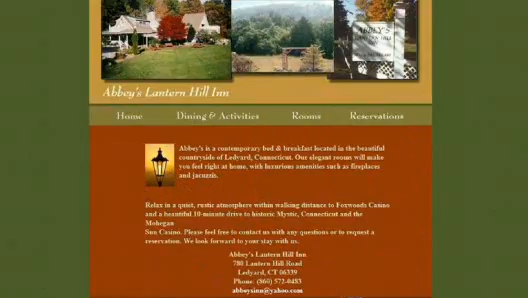 ABBEY'S
LANTERN HILL
INN
Abbey's Lantern Hill Inn
Home Dining & Activities Rooms Reservations
Abbey's is a contemporary bed & breakfast located in the beautiful
countryside of Ledyard, Connecticut. Our elegant rooms will make
you feel right at home, with luxurious amenities such as fireplaces
and jacuzzis.
Relax in a quiet, rustic atmosphere within walking distance to Foxwoods Casino
and a beautiful 10-minute drive to historic Mystic, Connecticut and the
Mohegan
Sun Casino. Please feel free to contact us with any questions or to request a
reservation. We look forward to your stay with us.
Abbey's Lantern Hill Inn
780 Lantern Hill Road
Ledyard, CT 06339
Phone: (860) 572-0483
abbeysinn@yahoo.com